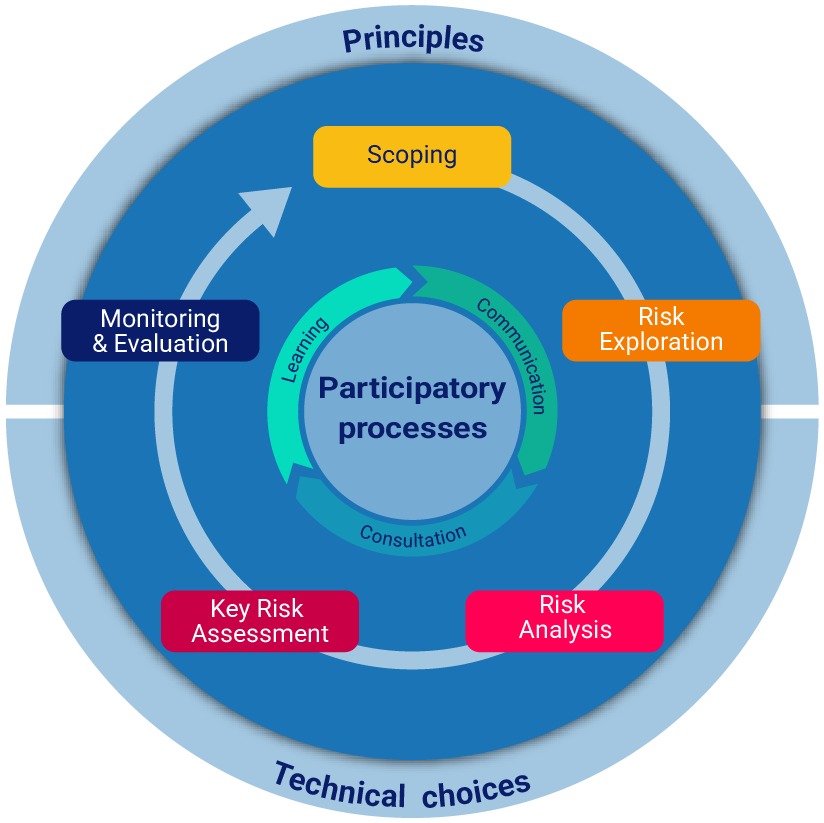 Principles
Scoping
Risk
Exploration
Risk
Analysis
Key Risk
Assessment
Monitoring
& Evaluation
Learning
Communication
Consultation
Participatory
processes
Technical choices